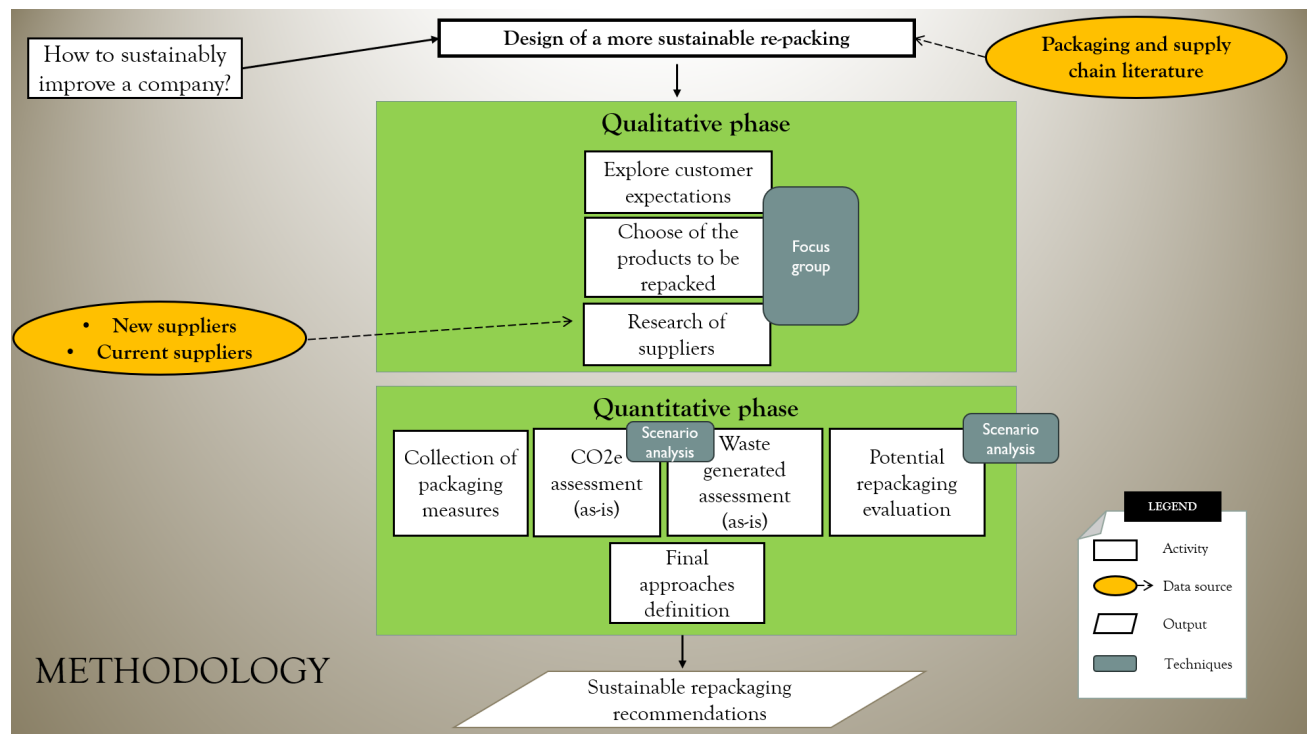 How to sustainably
improve a company?
Design of a more sustainable re-packing
Packaging and supply
chain literature
Qualitative phase
Explore customer
expectations
Choose of the
products to be
repacked
Focus
group
Research of
suppliers
• New suppliers
• Current suppliers
Quantitative phase
Collection of
packaging
measures
CO2e
assessment
(as-is)
Scenario
analysis
Waste
generated
assessment
(as-is)
Potential
repackaging
evaluation
Scenario
analysis
Final
approaches
definition
LEGEND
Activity
Data source
Output
Techniques
METHODOLOGY
Sustainable repackaging
recommendations